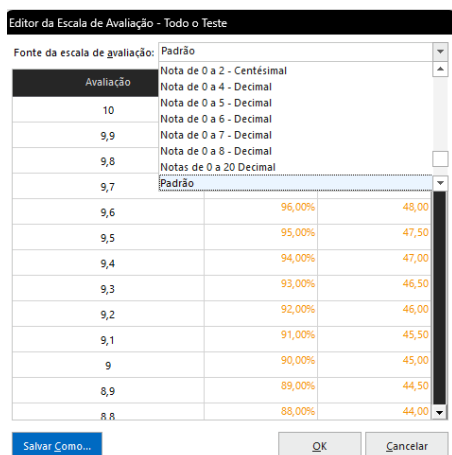 Editor da Escala de Avaliação - Todo o Teste
Fonte da escala de avaliação: Padrão
Avaliação
Nota de 0 a 2 - Centésimal
Nota de 0 a 4 - Decimal
Nota de 0 a 5 - Decimal
Nota de 0 a 6 - Decimal
Nota de 0 a 7 - Decimal
Nota de 0 a 8 - Decimal
Notas de 0 a 20 Decimal
Padrão
10
9,9
9,8
9,7
9,6 96,00% 48,00
9,5 95,00% 47,50
9,4 94,00% 47,00
9,3 93,00% 46,50
9,2 92,00% 46,00
9,1 91,00% 45,50
9 90,00% 45,00
8,9 89,00% 44,50
8,8 88,00% 44,00
Salvar Como... OK Cancelar